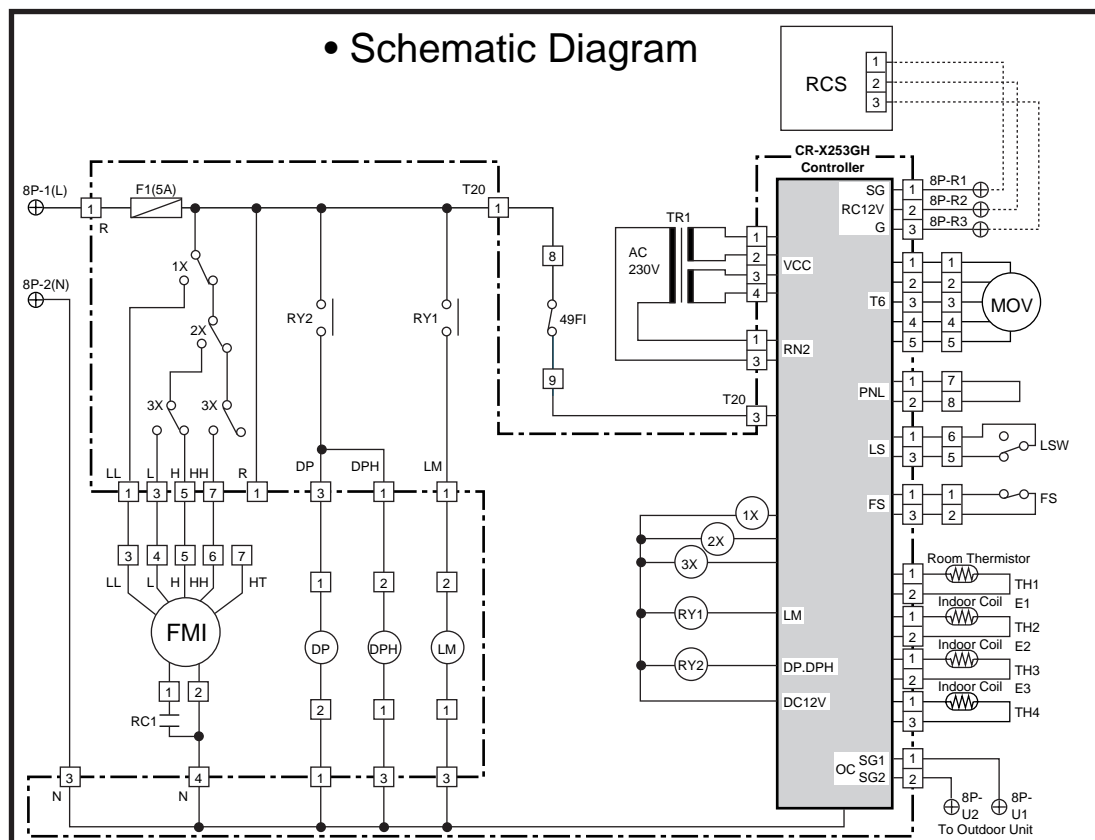 • Schematic Diagram
RCS
1
2
3
CR-X253GH
Controller
8P-1(L)
1
R
F1(5A)
T20
1
SG
1
8P-R1
RC12V
2
8P-R2
G
3
8P-R3
TR1
AC
230V
1
2
3
4
VCC
1
3
RN2
8
49FI
9
T20
3
8P-2(N)
1X
2X
3X
3X
RY2
RY1
T6
1
2
3
4
5
1
2
3
4
5
MOV
PNL
1
2
7
8
LS
1
3
6
5
LSW
FS
1
3
1
2
FS
LL
L
H
HH
R
DP
DPH
LM
1
3
5
7
1
3
1
1
3
4
5
6
7
LL
L
H
HH
HT
FMI
1
2
RC1
1
2
2
DP
DPH
LM
2
1
1
1X
2X
3X
RY1
LM
RY2
DP.DPH
DC12V
Room Thermistor
1
2
TH1
Indoor Coil
E1
1
2
TH2
Indoor Coil
E2
1
2
TH3
Indoor Coil
E3
1
3
TH4
OC
SG1
SG2
1
2
8P-
U2
8P-
U1
To Outdoor Unit
3
N
4
N
1
3
3